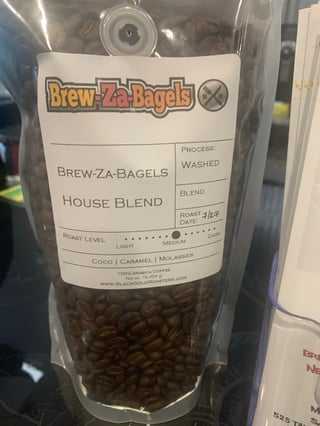 Brew-Za-Bagels
Brew-Za-Bagels
House Blend
Process:
Washed
Blend
Roast
Date:
Roast Level
Light
Medium
Dark
Coco | Caramel | Molasses
100% Arabica Coffee
www.BlackGoldRoasters.com